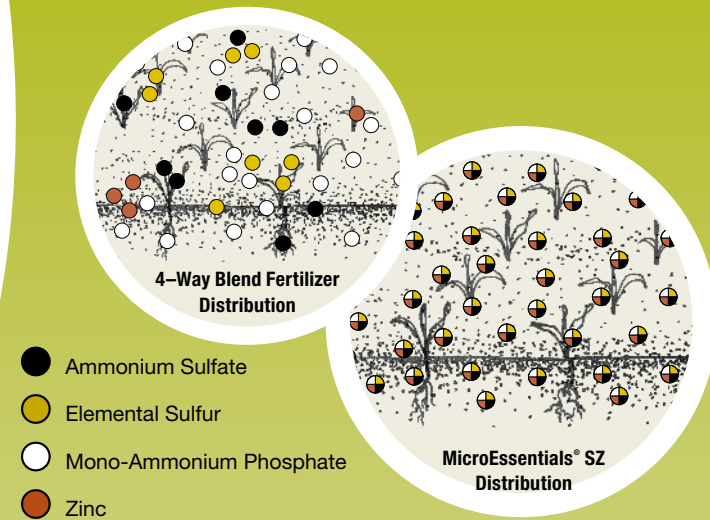 4–Way Blend Fertilizer
Distribution
Ammonium Sulfate
Elemental Sulfur
Mono-Ammonium Phosphate
Zinc
MicroEssentials® SZ
Distribution